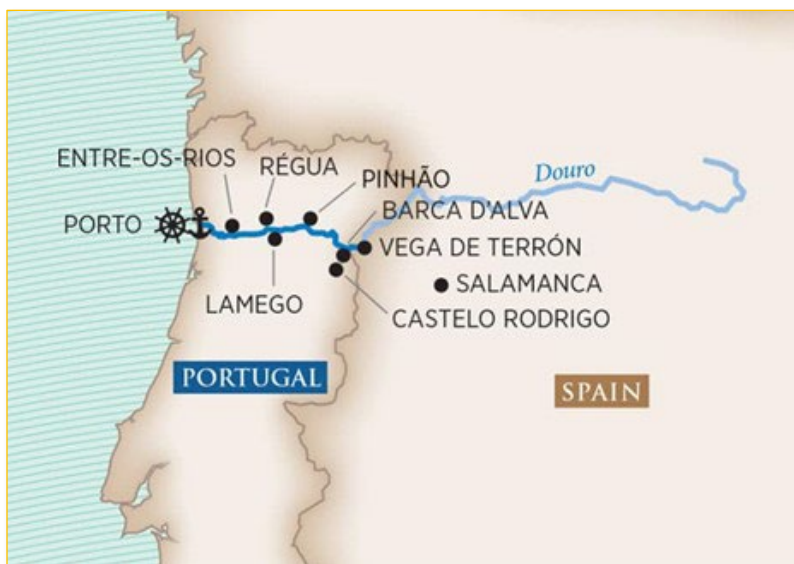 ENTRE-OS-RIOS
RÉGUA
PINHÃO
Douro
PORTO
BARCA D'ALVA
VEGA DE TERRÓN
SALAMANCA
LAMEGO
CASTELO RODRIGO
PORTUGAL
SPAIN